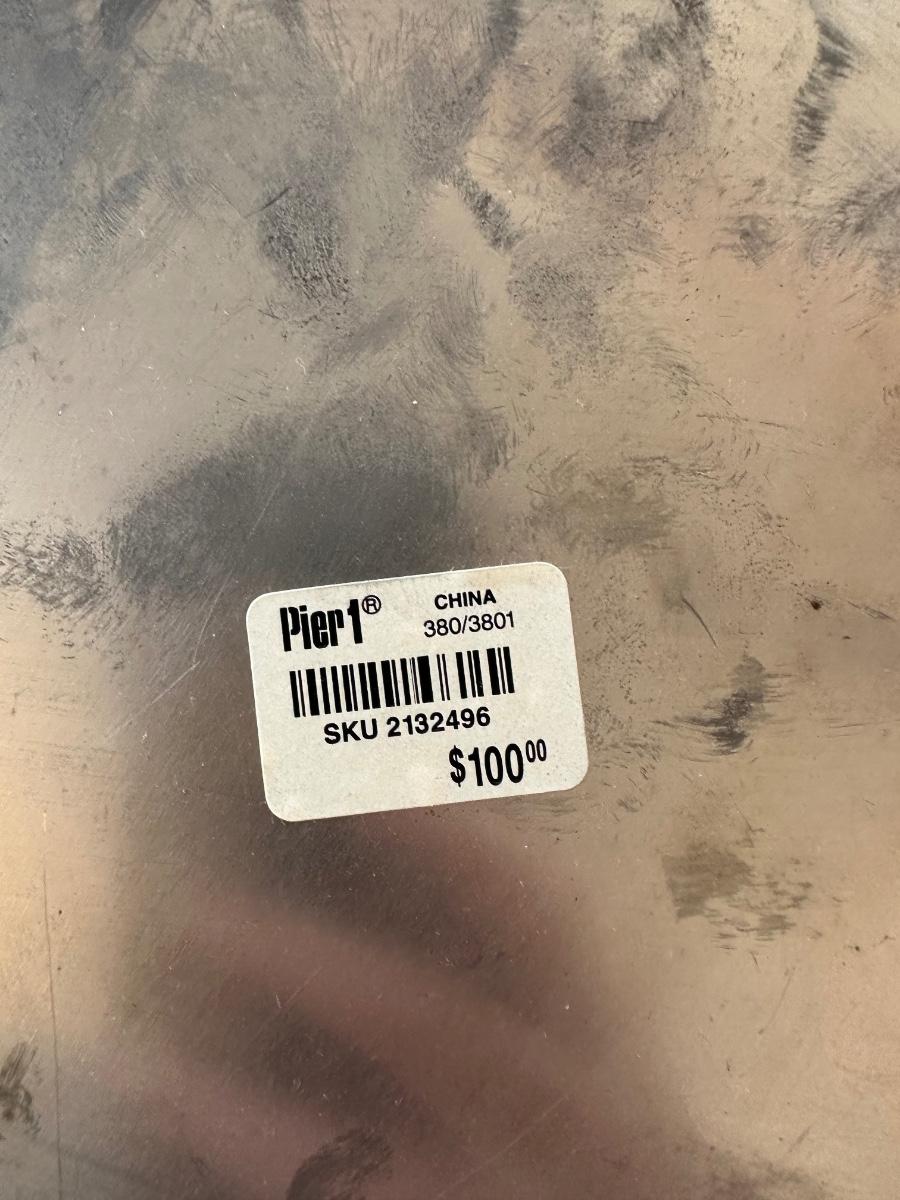 Pier1®
CHINA
380/3801
SKU 2132496
$100⁰⁰